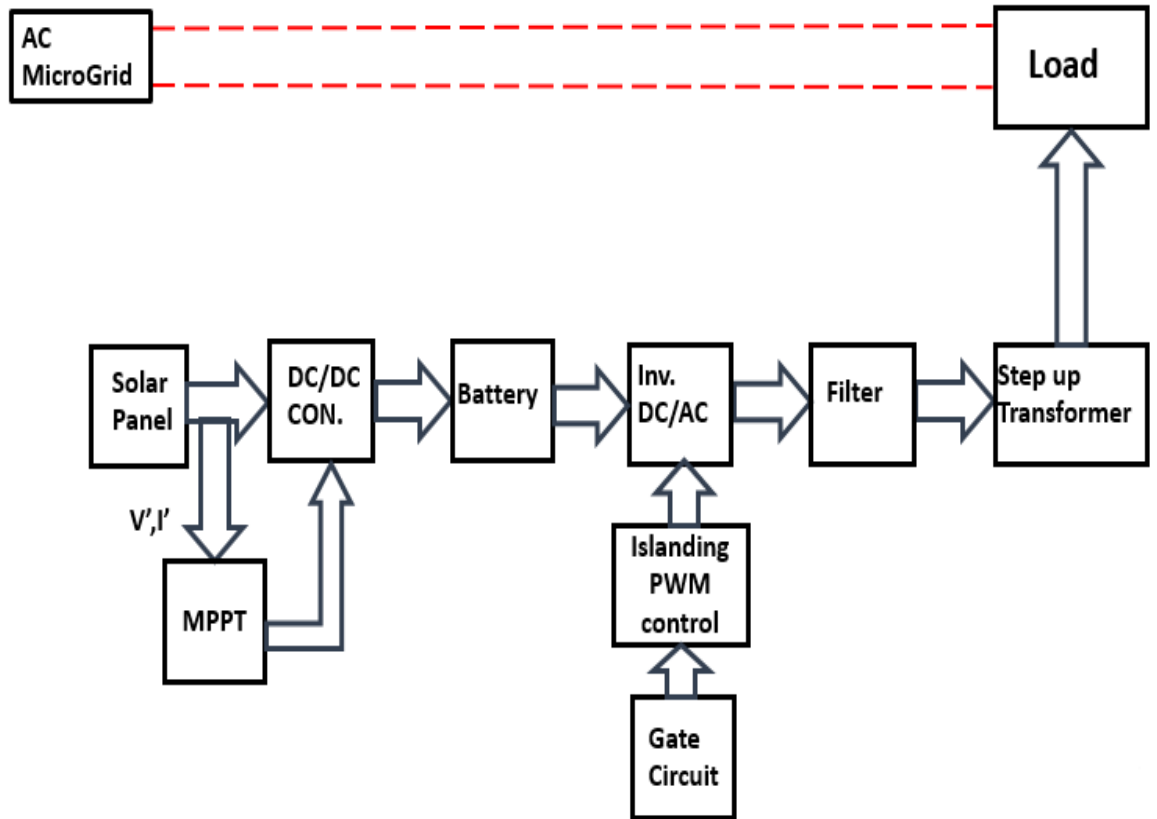 AC
MicroGrid
Load
Solar
Panel
DC/DC
CON.
Battery
Inv.
DC/AC
Filter
Step up
Transformer
V',I'
MPPT
Islanding
PWM
control
Gate
Circuit